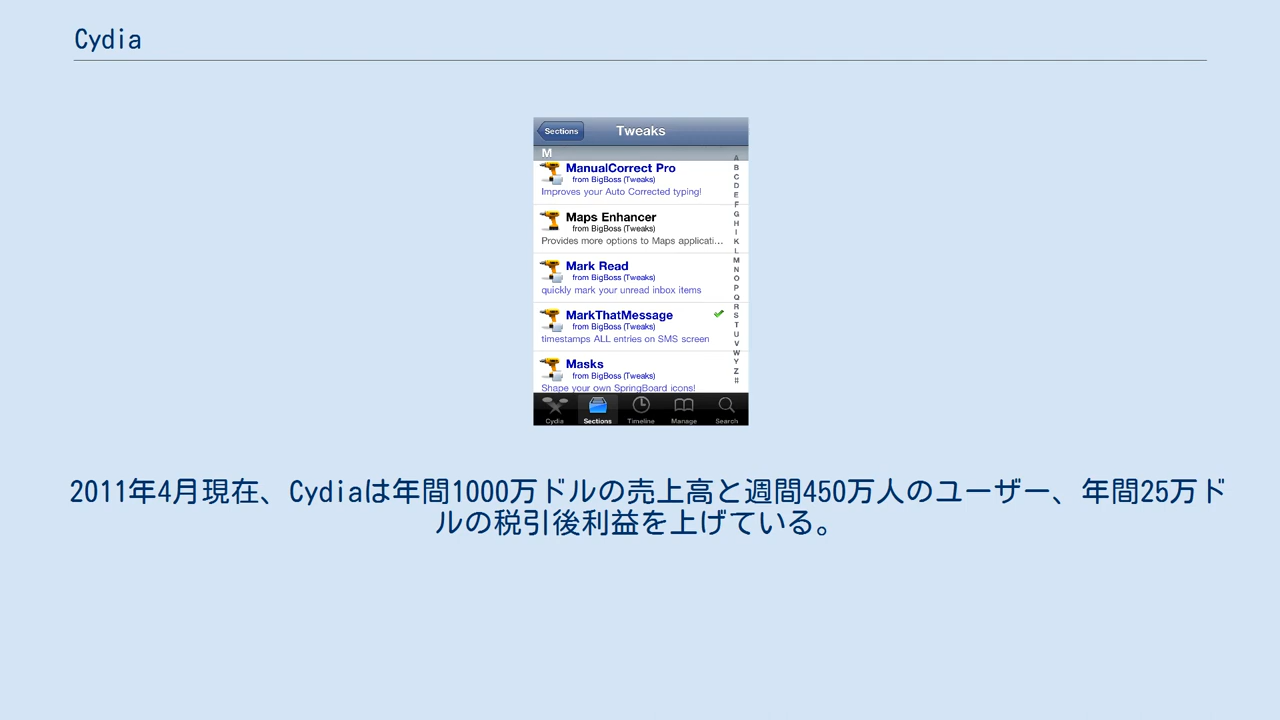 Cydia
Sections
Tweaks
M
ManualCorrect Pro
from BigBoss (Tweaks)
Improves your Auto Corrected typing!
Maps Enhancer
from BigBoss (Tweaks)
Provides more options to Maps applicati...
Mark Read
from BigBoss (Tweaks)
quickly mark your unread inbox items
MarkThatMessage
from BigBoss (Tweaks)
timestamps ALL entries on SMS screen
Masks
from BigBoss (Tweaks)
Shape your own SpringBoard icons!
A
B
C
D
E
F
G
H
I
K
L
M
N
O
P
Q
R
S
T
U
V
W
Y
Z
#
Cydia
Sections
Timeline
Manage
Search
2011年4月現在、Cydiaは年間1000万ドルの売上高と週間450万人のユーザー、年間25万ド
ルの税引後利益を上げている。